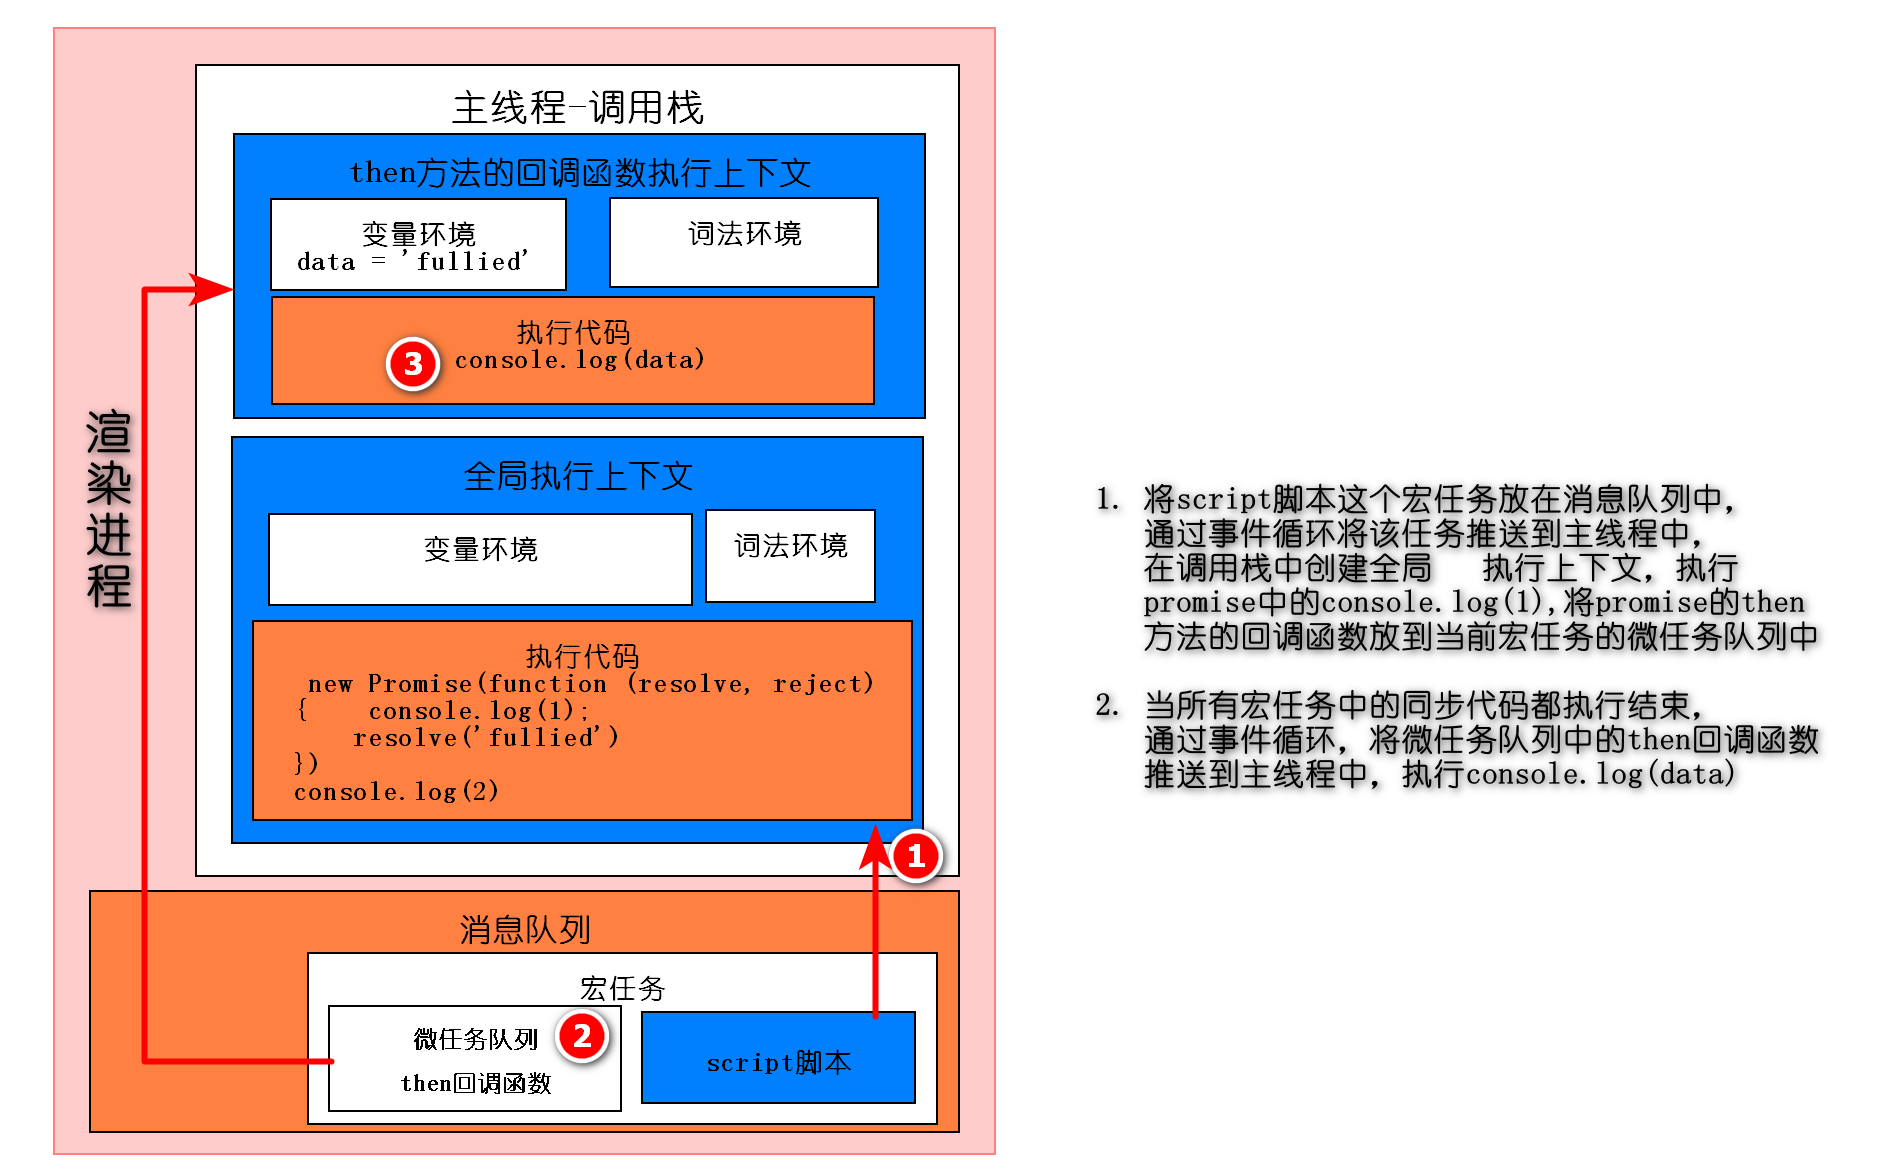 主线程-调用栈
then方法的回调函数执行上下文
变量环境
data = 'fullied'
词法环境
执行代码
3
console.log(data)
渲染进程
全局执行上下文
变量环境
词法环境
执行代码
new Promise(function (resolve, reject)
{ console.log(1);
resolve('fullied')
})
console.log(2)
1
消息队列
宏任务
微任务队列
2
then回调函数
script脚本
1. 将script脚本这个宏任务放在消息队列中，
通过事件循环将该任务推送到主线程中，
在调用栈中创建全局 执行上下文，执行
promise中的console.log(1),将promise的then
方法的回调函数放到当前宏任务的微任务队列中
2. 当所有宏任务中的同步代码都执行结束，
通过事件循环，将微任务队列中的then回调函数
推送到主线程中，执行console.log(data)